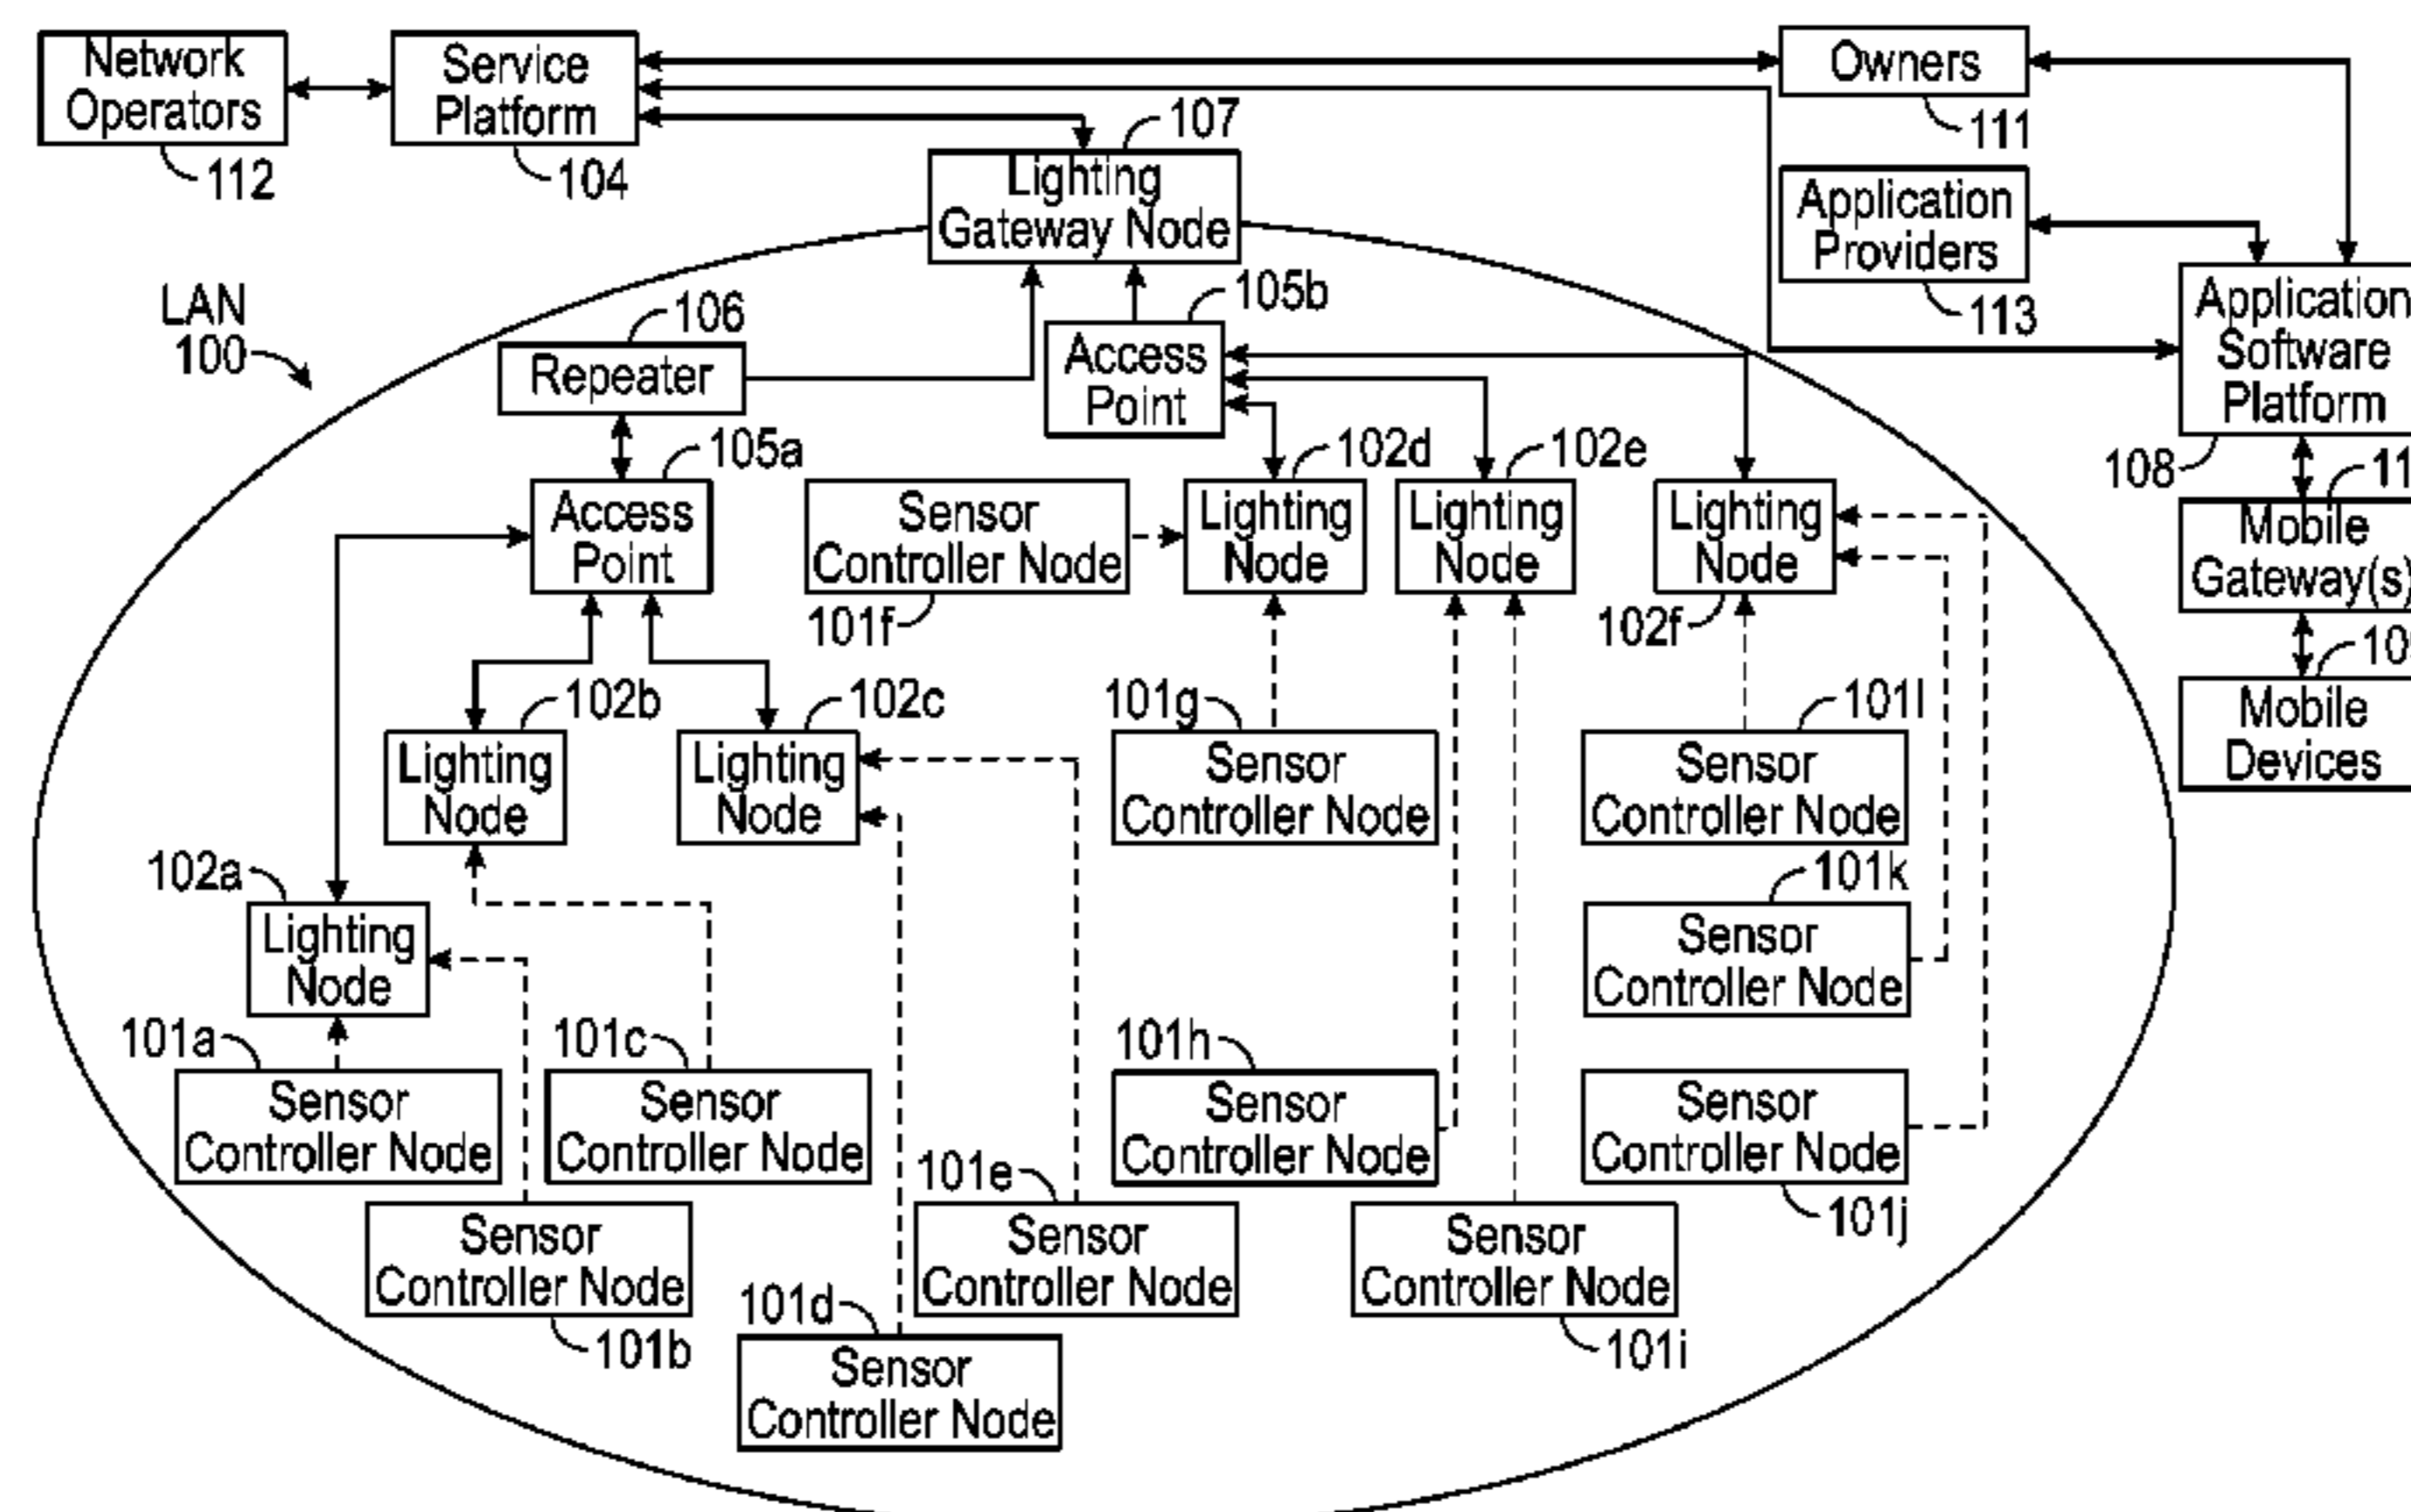 Network
Operators
112
Service
Platform
104
Owners
111
107
Lighting
Gateway Node
Application
Providers
113
LAN
100
106
Repeater
105b
Access
Point
Application
Software
Platform
108
105a
Access
Point
Sensor
Controller Node
101f
102d
Lighting
Node
102e
Lighting
Node
Lighting
Node
102f
Mobile
Gateway(s)
Mobile
Devices
102b
Lighting
Node
102c
Lighting
Node
101g
Sensor
Controller Node
101l
Sensor
Controller Node
102a
Lighting
Node
101k
Sensor
Controller Node
101a
Sensor
Controller Node
101c
Sensor
Controller Node
101h
Sensor
Controller Node
Sensor
Controller Node
101j
Sensor
Controller Node
101b
101e
Sensor
Controller Node
Sensor
Controller Node
101i
101d
Sensor
Controller Node